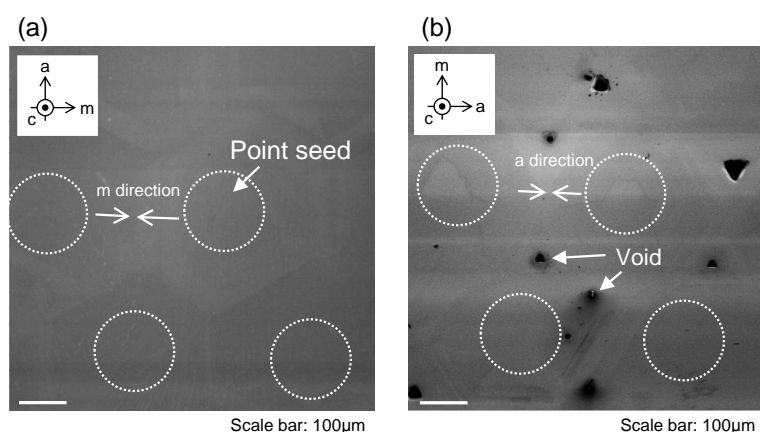 (a)
a
m
c
Point seed
m direction
Scale bar: 100μm
(b)
m
a
c
a direction
Void
Scale bar: 100μm